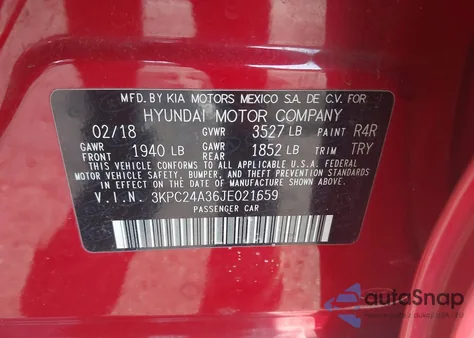 MFD. BY KIA MOTORS MEXICO S.A. DE C.V. FOR
HYUNDAI MOTOR COMPANY
02/18 GVWR 3527 LB PAINT R4R
GAWR FRONT 1940 LB GAWR REAR 1852 LB TRIM TRY
THIS VEHICLE CONFORMS TO ALL APPLICABLE U.S.A. FEDERAL
MOTOR VEHICLE SAFETY, BUMPER, AND THEFT PREVENTION
STANDARDS IN EFFECT ON THE DATE OF MANUFACTURE SHOWN ABOVE.
V.I.N. 3KPC24A36JE021659
PASSENGER CAR
autoSnap